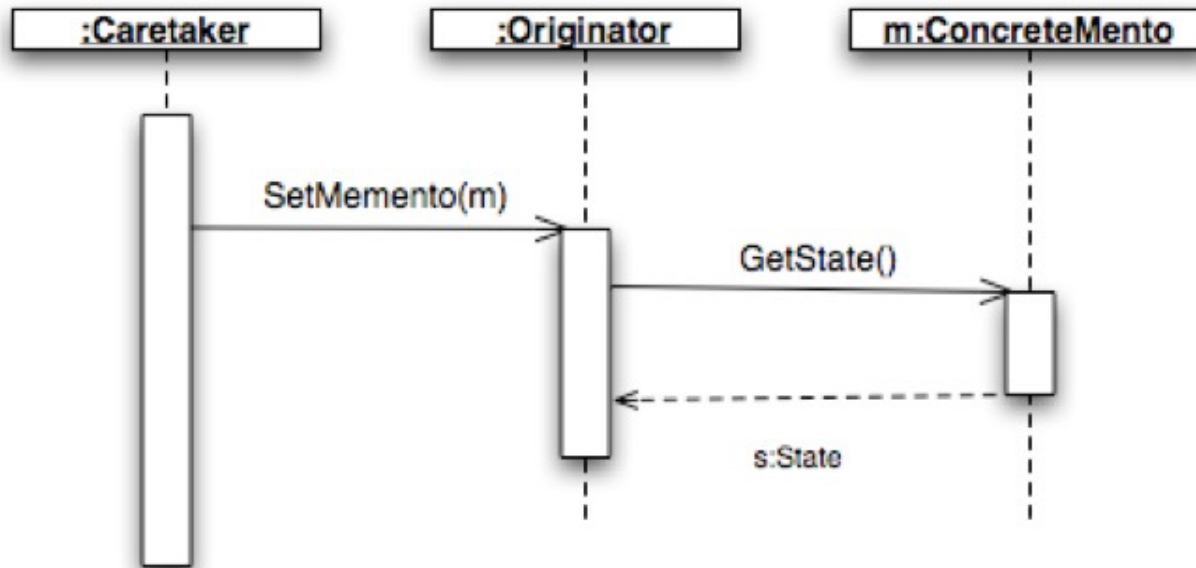 :Caretaker
:Originator
m:ConcreteMento
SetMemento(m)
GetState()
s:State